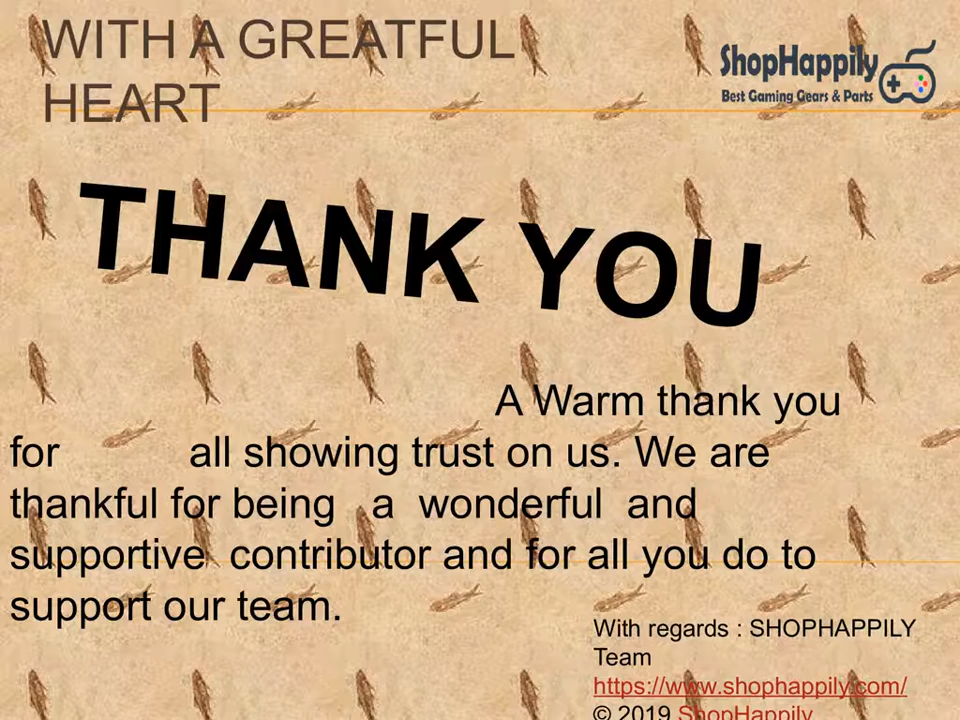 WITH A GREATFUL
HEART
ShopHappily
Best Gaming Gears & Parts
THANK YOU
A Warm thank you
for all showing trust on us. We are
thankful for being a wonderful and
supportive contributor and for all you do to
support our team.
With regards : SHOPHAPPILY
Team
https://www.shophappily.com/
© 2019 ShopHappily